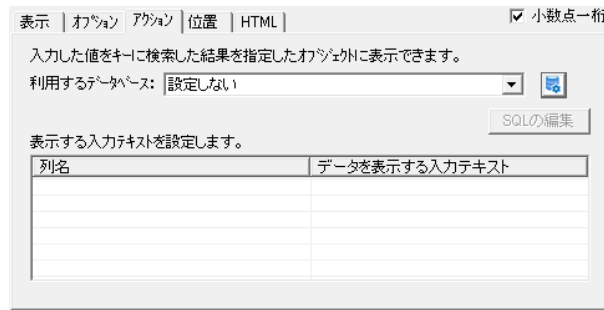 表示 ｵﾌﾟｼｮﾝ ｱｸｼｮﾝ 位置 HTML 小数点一桁
入力した値をキーに検索した結果を指定したｵﾌﾞｼﾞｪｸﾄに表示できます。
利用するﾃﾞｰﾀﾍﾞｰｽ: 設定しない
SQLの編集
表示する入力ﾃｷｽﾄを設定します。
列名 データを表示する入力テキスト